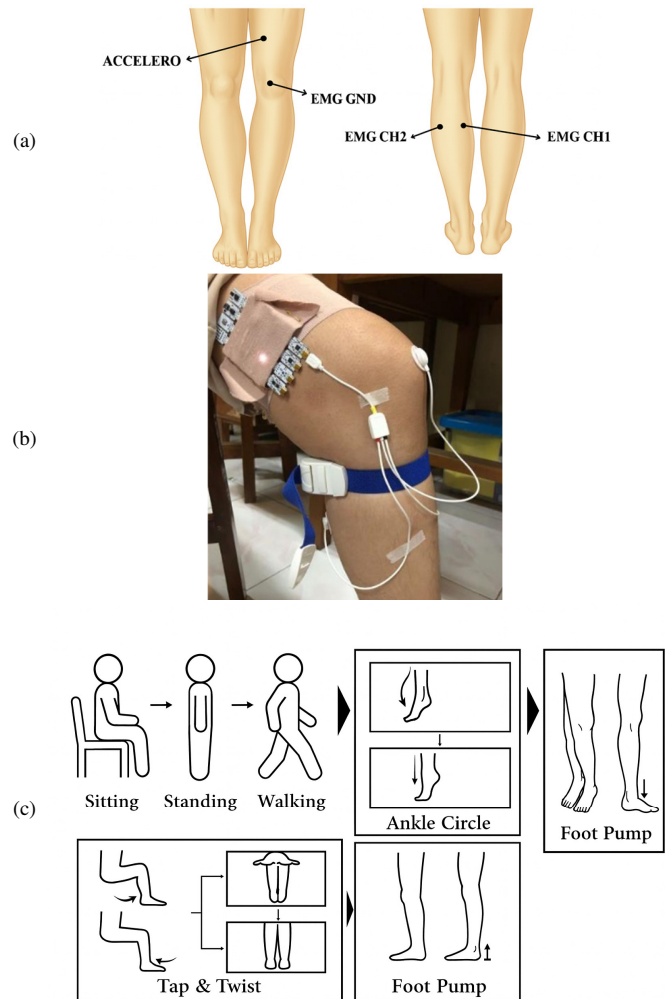 ACCELERO
EMG GND
EMG CH2
EMG CH1
(a)
(b)
Sitting
Standing
Walking
(c)
Ankle Circle
Foot Pump
Tap & Twist
Foot Pump